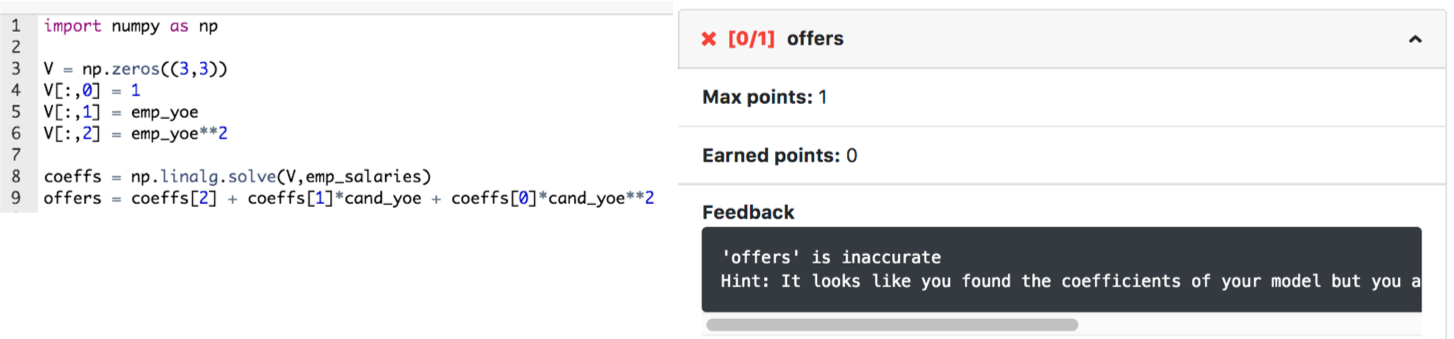 1 import numpy as np
2
3 V = np.zeros((3,3))
4 V[:,0] = 1
5 V[:,1] = emp_yoe
6 V[:,2] = emp_yoe**2
7
8 coeffs = np.linalg.solve(V,emp_salaries)
9 offers = coeffs[2] + coeffs[1]*cand_yoe + coeffs[0]*cand_yoe**2
[0/1] offers
Max points: 1
Earned points: 0
Feedback
'offers' is inaccurate
Hint: It looks like you found the coefficients of your model but you a